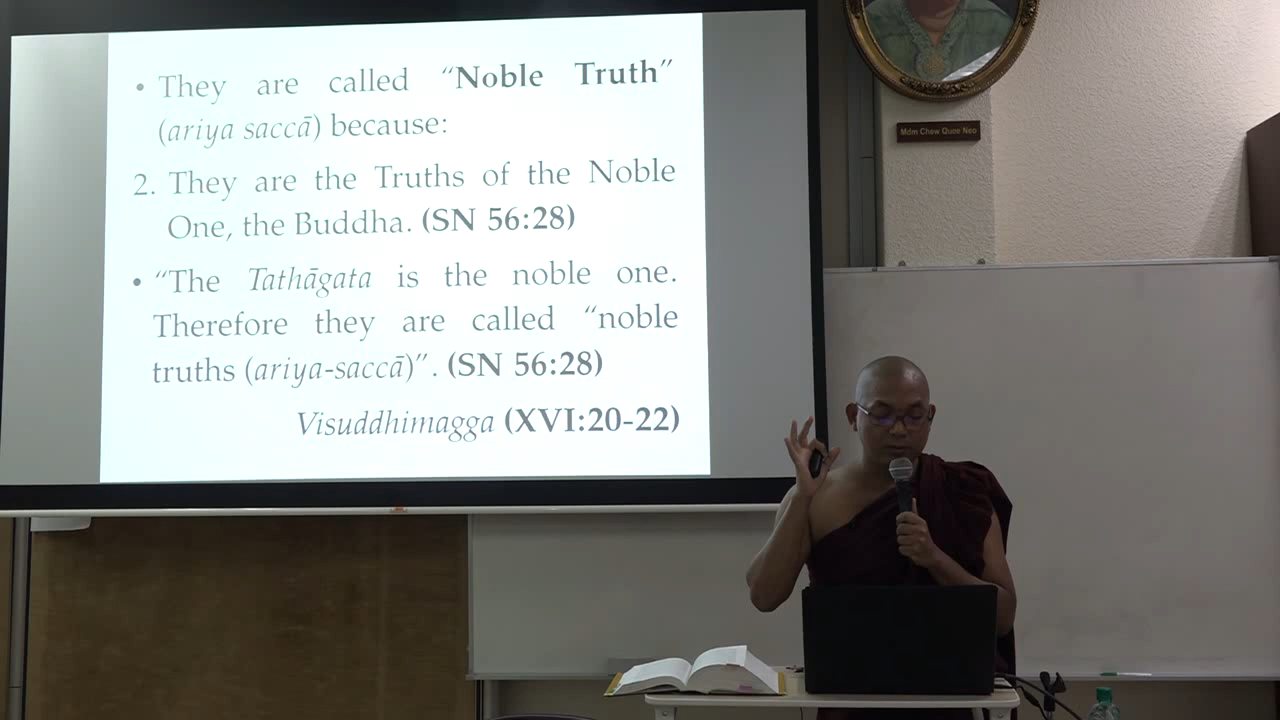 • They are called “Noble Truth”
(ariya saccā) because:
2. They are the Truths of the Noble
One, the Buddha. (SN 56:28)
• “The Tathāgata is the noble one.
Therefore they are called “noble
truths (ariya-saccā)”. (SN 56:28)
Visuddhimagga (XVI:20-22)
Mdm Chew Quee Neo